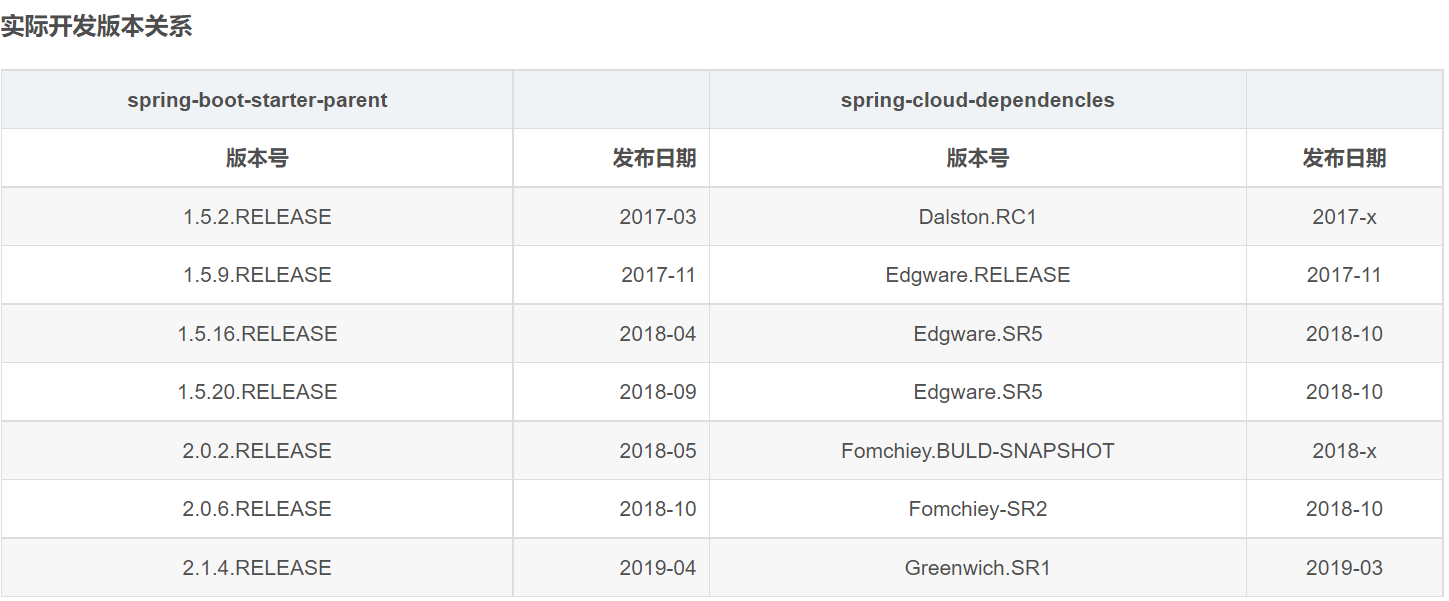 实际开发版本关系
spring-boot-starter-parent spring-cloud-dependencles
版本号 发布日期 版本号 发布日期
1.5.2.RELEASE 2017-03 Dalston.RC1 2017-x
1.5.9.RELEASE 2017-11 Edgware.RELEASE 2017-11
1.5.16.RELEASE 2018-04 Edgware.SR5 2018-10
1.5.20.RELEASE 2018-09 Edgware.SR5 2018-10
2.0.2.RELEASE 2018-05 Fomchiey.BULD-SNAPSHOT 2018-x
2.0.6.RELEASE 2018-10 Fomchiey-SR2 2018-10
2.1.4.RELEASE 2019-04 Greenwich.SR1 2019-03